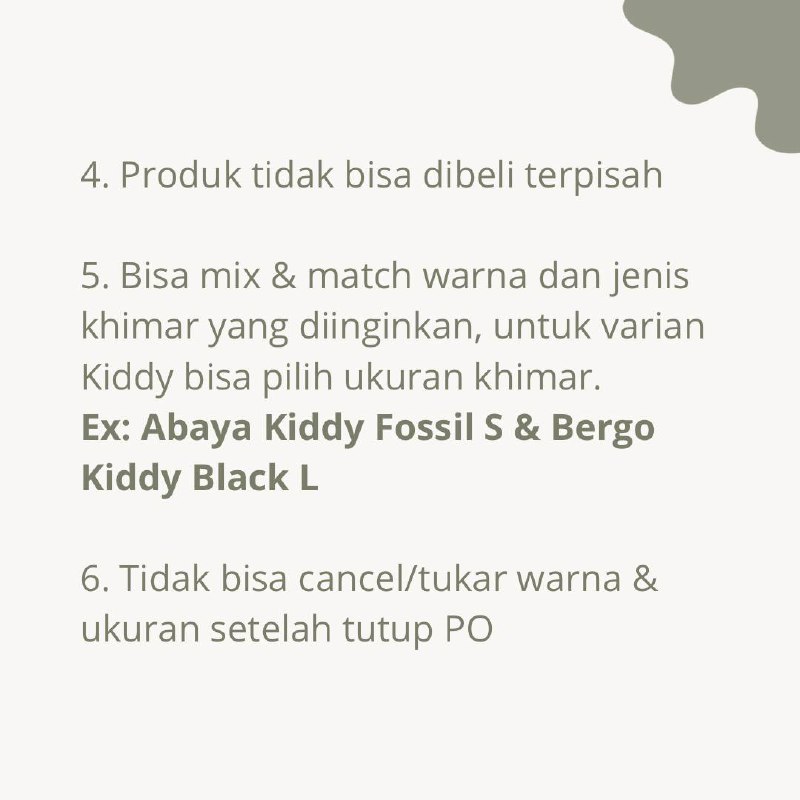 4. Produk tidak bisa dibeli terpisah
5. Bisa mix & match warna dan jenis
khimar yang diinginkan, untuk varian
Kiddy bisa pilih ukuran khimar.
Ex: Abaya Kiddy Fossil S & Bergo
Kiddy Black L
6. Tidak bisa cancel/tukar warna &
ukuran setelah tutup PO